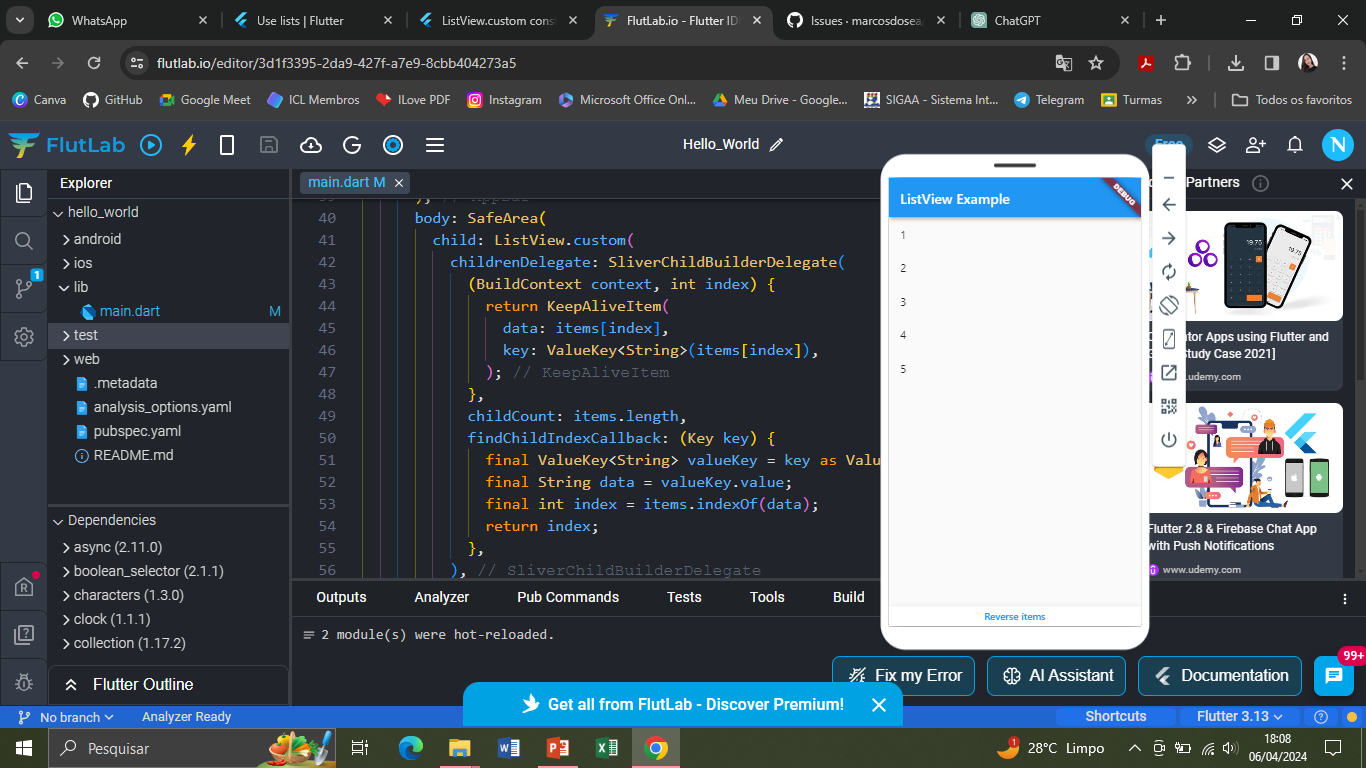 WhatsApp
Use lists | Flutter
ListView.custom cons
FlutLab.io - Flutter ID
Issues · marcosdosea
ChatGPT
flutlab.io/editor/3d1f3395-2da9-427f-a7e9-8cbb404273a5
Canva
GitHub
Google Meet
ICL Membros
ILove PDF
Instagram
Microsoft Office Onl...
Meu Drive - Google...
SIGAA - Sistema Int...
Telegram
Turmas
Todos os favoritos
FlutLab
Hello_World
Free
N
Explorer
hello_world
android
ios
lib
main.dart M
test
web
.metadata
analysis_options.yaml
pubspec.yaml
README.md
1
Dependencies
async (2.11.0)
boolean_selector (2.1.1)
characters (1.3.0)
clock (1.1.1)
collection (1.17.2)
Flutter Outline
main.dart M
39 ), // AppBar
40 body: SafeArea(
41 child: ListView.custom(
42 childrenDelegate: SliverChildBuilderDelegate(
43 (BuildContext context, int index) {
44 return KeepAliveItem(
45 data: items[index],
46 key: ValueKey<String>(items[index]),
47 ); // KeepAliveItem
48 },
49 childCount: items.length,
50 findChildIndexCallback: (Key key) {
51 final ValueKey<String> valueKey = key as Valu
52 final String data = valueKey.value;
53 final int index = items.indexOf(data);
54 return index;
55 },
56 ), // SliverChildBuilderDelegate
Outputs
Analyzer
Pub Commands
Tests
Tools
Build
2 module(s) were hot-reloaded.
ListView Example
DEBUG
1
2
3
4
5
Reverse items
Partners
tor Apps using Flutter and
Study Case 2021]
.udemy.com
Flutter 2.8 & Firebase Chat App
with Push Notifications
www.udemy.com
Fix my Error
AI Assistant
Documentation
99+
Get all from FlutLab - Discover Premium!
No branch
Analyzer Ready
Shortcuts
Flutter 3.13
Pesquisar
1
28°C Limpo
18:08
06/04/2024